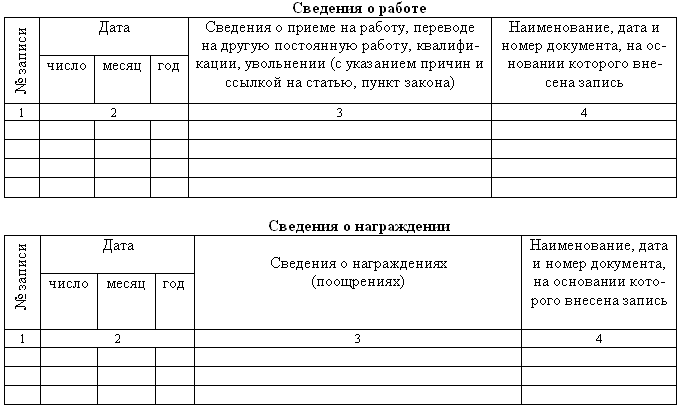 Сведения о работе
№ записи
Дата
Сведения о приеме на работу, переводе
на другую постоянную работу, квалифи-
кации, увольнении (с указанием причин и
ссылкой на статью, пункт закона)
Наименование, дата и
номер документа, на ос-
новании которого вне-
сена запись
число месяц год
1 2 3 4
Сведения о награждении
№ записи
Дата
Сведения о награждениях
(поощрениях)
Наименование, дата
и номер документа,
на основании кото-
рого внесена запись
число месяц год
1 2 3 4